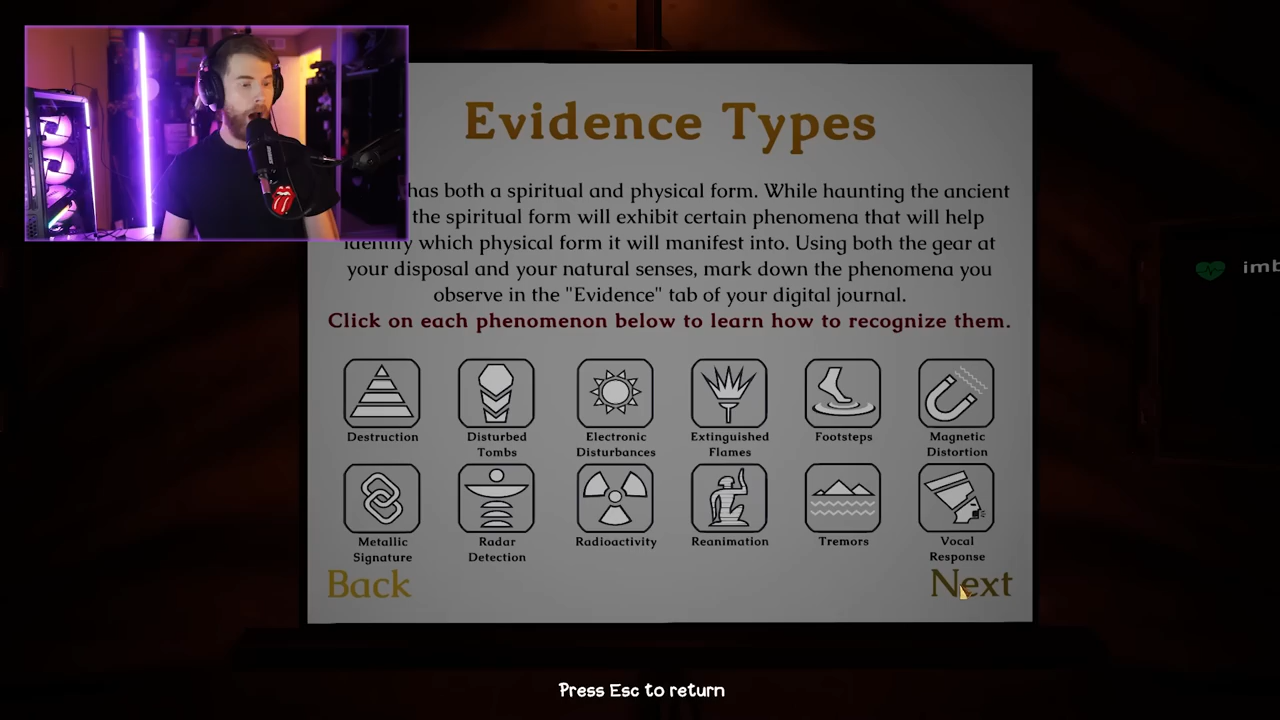 Evidence Types
has both a spiritual and physical form. While haunting the ancient
the spiritual form will exhibit certain phenomena that will help
identify which physical form it will manifest into. Using both the gear at
your disposal and your natural senses, mark down the phenomena you
observe in the "Evidence" tab of your digital journal.
Click on each phenomenon below to learn how to recognize them.
Destruction
Disturbed
Tombs
Electronic
Disturbances
Extinguished
Flames
Footsteps
Magnetic
Distortion
Metallic
Signature
Radar
Detection
Radioactivity
Reanimation
Tremors
Vocal
Response
Back
Next
imb
Press Esc to return